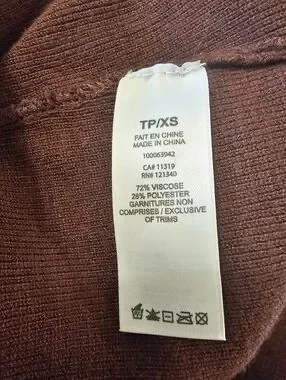 TP/XS
FAIT EN CHINE
MADE IN CHINA
100063942
CA# 11319
RN# 121340
72% VISCOSE
28% POLYESTER
GARNITURES NON
COMPRISES / EXCLUSIVE
OF TRIMS